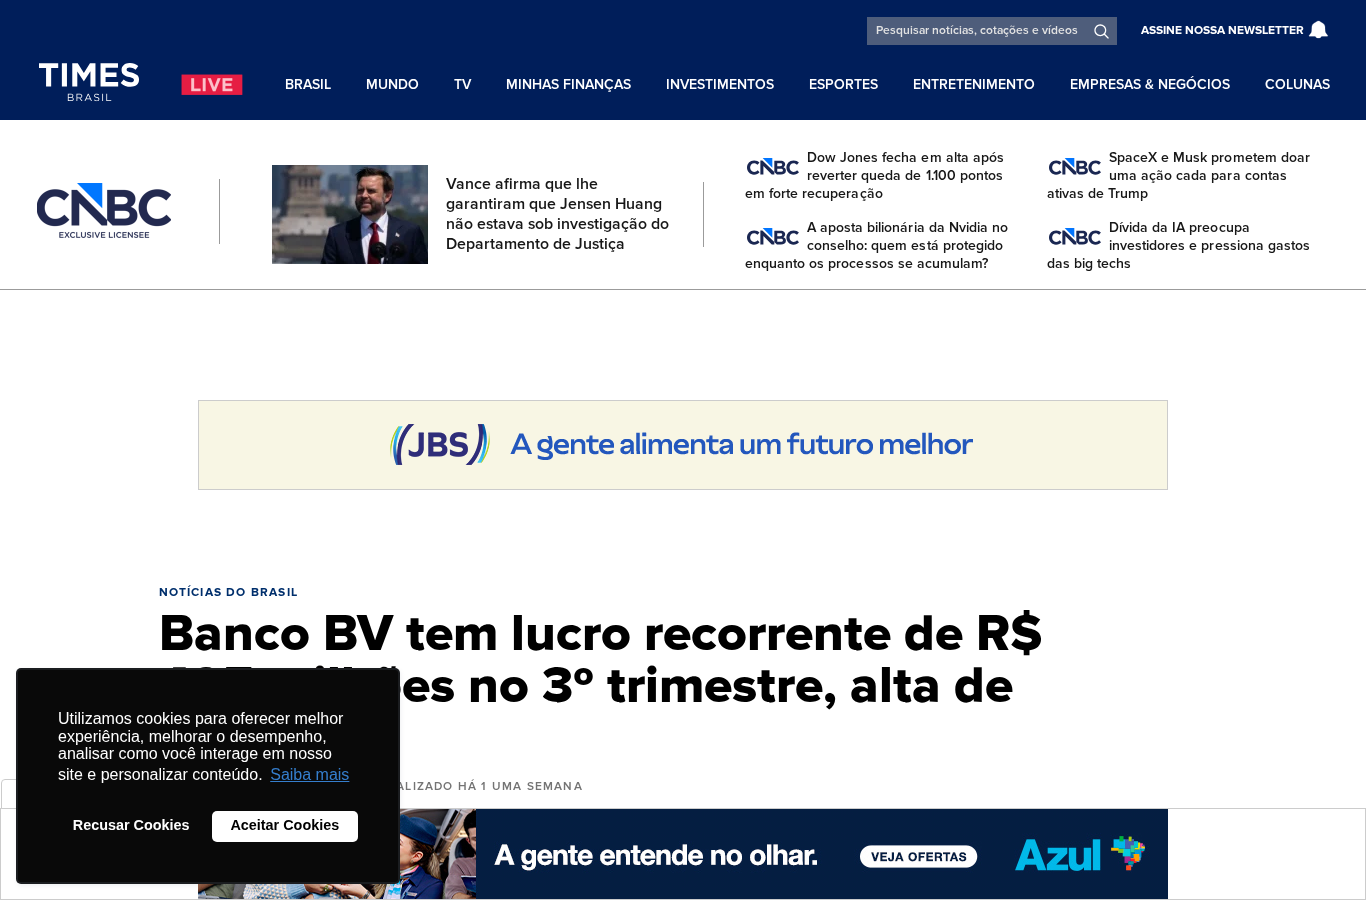 Pesquisar notícias, cotações e vídeos
ASSINE NOSSA NEWSLETTER
TIMES
BRASIL
LIVE
BRASIL
MUNDO
TV
MINHAS FINANÇAS
INVESTIMENTOS
ESPORTES
ENTRETENIMENTO
EMPRESAS & NEGÓCIOS
COLUNAS
CNBC
EXCLUSIVE LICENSEE
Vance afirma que lhe
garantiram que Jensen Huang
não estava sob investigação do
Departamento de Justiça
CNBC Dow Jones fecha em alta após
reverter queda de 1.100 pontos
em forte recuperação
CNBC A aposta bilionária da Nvidia no
conselho: quem está protegido
enquanto os processos se acumulam?
CNBC SpaceX e Musk prometem doar
uma ação cada para contas
ativas de Trump
CNBC Dívida da IA preocupa
investidores e pressiona gastos
das big techs
(JBS) A gente alimenta um futuro melhor
NOTÍCIAS DO BRASIL
Banco BV tem lucro recorrente de R$
no 3º trimestre, alta de
HÁ 1 UMA SEMANA
Utilizamos cookies para oferecer melhor
experiência, melhorar o desempenho,
analisar como você interage em nosso
site e personalizar conteúdo. Saiba mais
Recusar Cookies
Aceitar Cookies
A gente entende no olhar.
VEJA OFERTAS
Azul